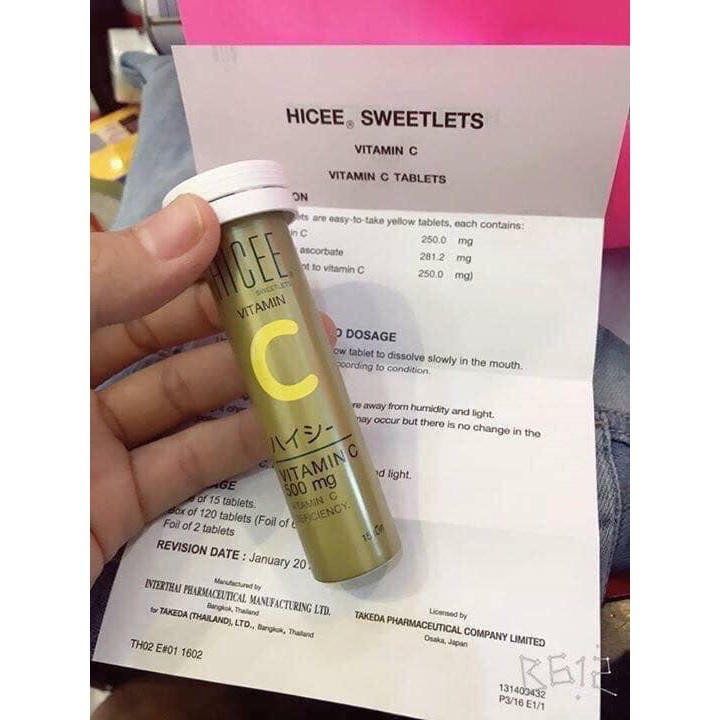 HICEE® SWEETLETS
VITAMIN C
VITAMIN C TABLETS
ON
ets are easy-to-take yellow tablets, each contains:
in C 250.0 mg
ascorbate 281.2 mg
nt to vitamin C 250.0 mg)
D DOSAGE
ow tablet to dissolve slowly in the mouth.
ccording to condition.
re away from humidity and light.
may occur but there is no change in the
nd light.
AGE
of 15 tablets.
Box of 120 tablets (Foil of
Foil of 2 tablets
REVISION DATE : January 20
Manufactured by
INTERTHAI PHARMACEUTICAL MANUFACTURING LTD.
Bangkok, Thailand
for TAKEDA (THAILAND), LTD., Bangkok, Thailand
Licensed by
TAKEDA PHARMACEUTICAL COMPANY LIMITED
Osaka, Japan
TH02 E#01 1602
131403432
P3/16 E1/1
HICEE®
SWEETLETS
VITAMIN
C
ハイシー
VITAMIN C
500 mg
VITAMIN C
DEFICIENCY.
R612